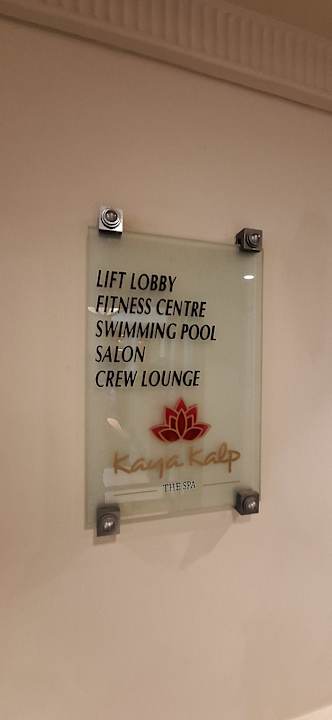 LIFT LOBBY
FITNESS CENTRE
SWIMMING POOL
SALON
CREW LOUNGE
Kaya Kalp
THE SPA